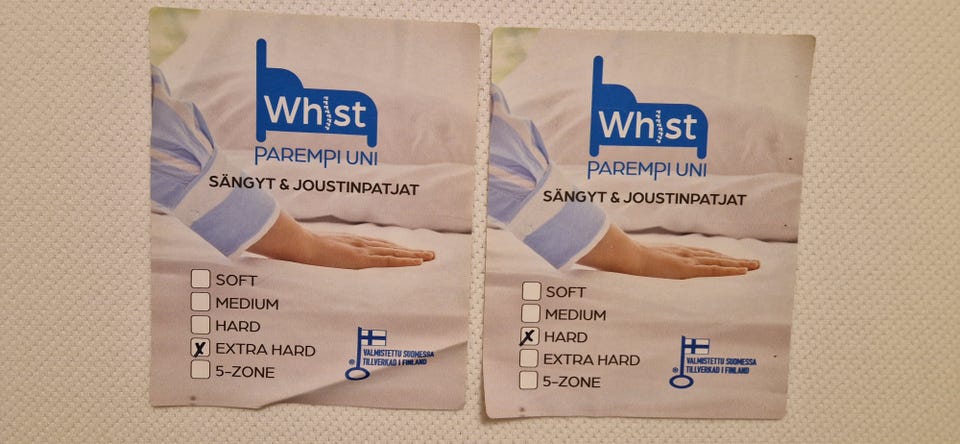 Whist
PAREMPI UNI
SÄNGYT & JOUSTINPATJAT
SOFT
MEDIUM
HARD
X EXTRA HARD
5-ZONE
VALMISTETTU SUOMESSA
® TILLVERKAD I FINLAND
Whist
PAREMPI UNI
SÄNGYT & JOUSTINPATJAT
SOFT
MEDIUM
X HARD
EXTRA HARD
5-ZONE
VALMISTETTU SUOMESSA
® TILLVERKAD I FINLAND